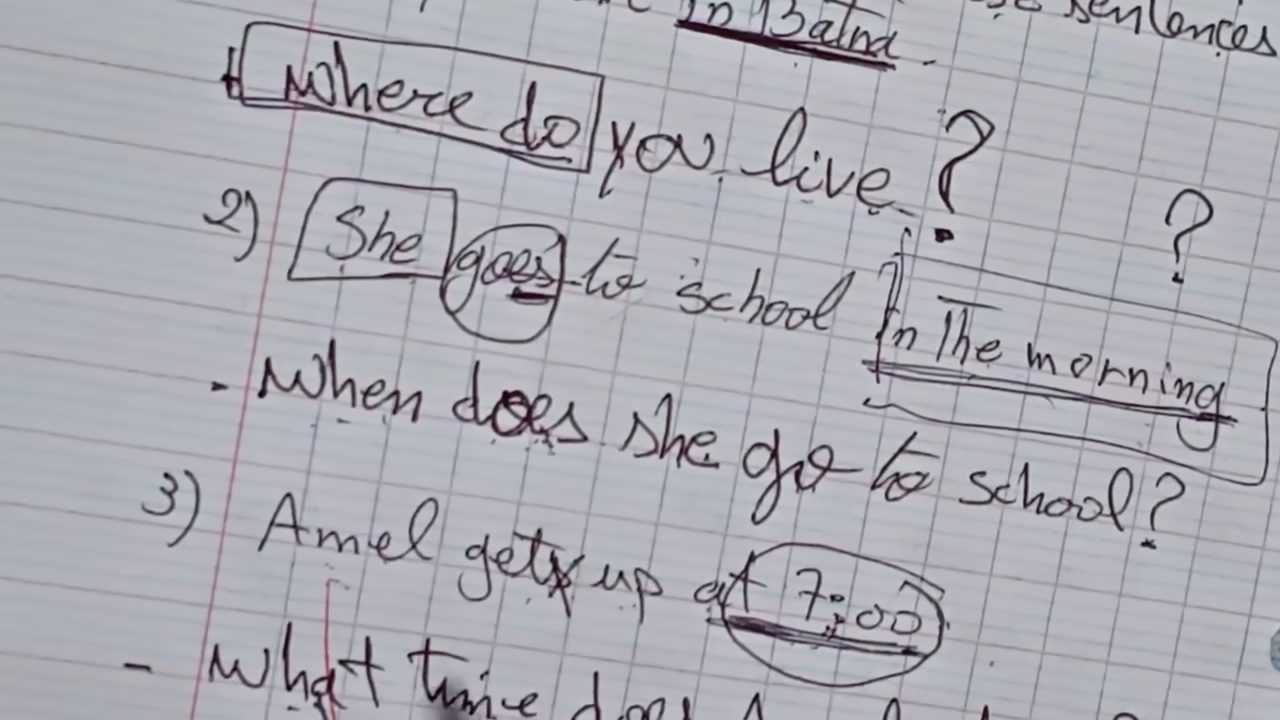 in Batna. sentences
Where do you live?
2) She goes to school In The morning ?
- When does she go to school?
3) Amel gets up at 7:00
- What time does